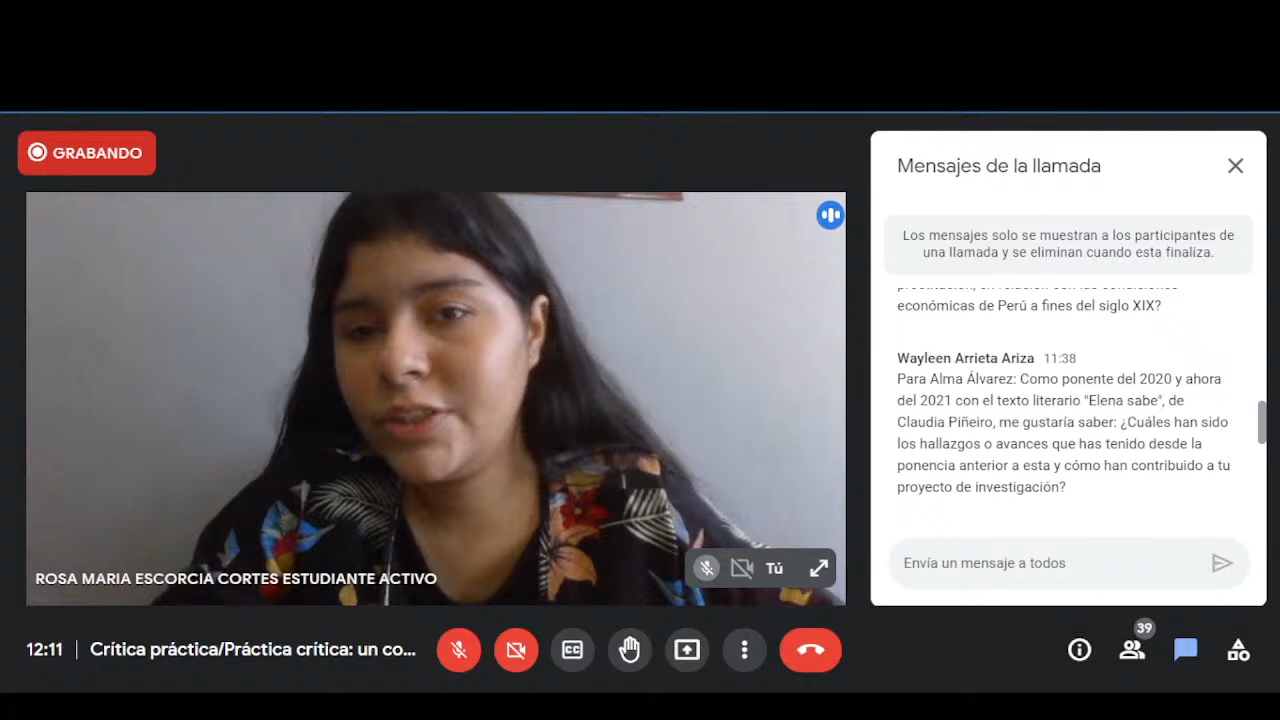 GRABANDO
ROSA MARIA ESCORCIA CORTES ESTUDIANTE ACTIVO
Tú
Mensajes de la llamada
Los mensajes solo se muestran a los participantes de
una llamada y se eliminan cuando esta finaliza.
económicas de Perú a fines del siglo XIX?
Wayleen Arrieta Ariza 11:38
Para Alma Álvarez: Como ponente del 2020 y ahora
del 2021 con el texto literario "Elena sabe", de
Claudia Piñeiro, me gustaría saber: ¿Cuáles han sido
los hallazgos o avances que has tenido desde la
ponencia anterior a esta y cómo han contribuido a tu
proyecto de investigación?
Envía un mensaje a todos
12:11 Crítica práctica/Práctica crítica: un co...
CC
39